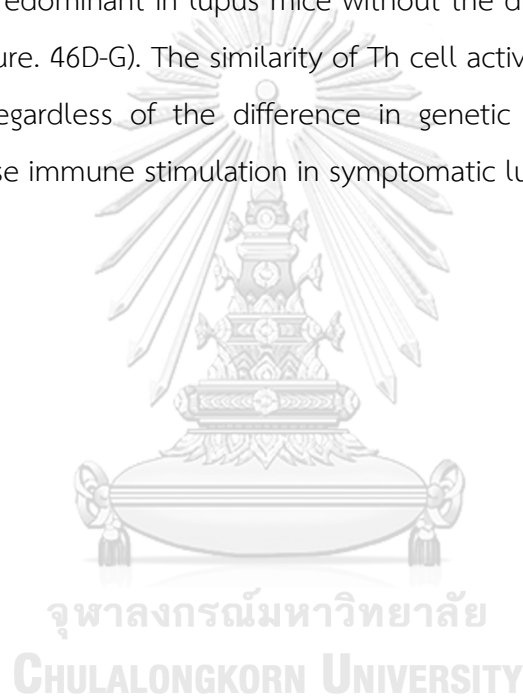 redominant in lupus mice without the d
ure. 46D-G). The similarity of Th cell activ
egardless of the difference in genetic
se immune stimulation in symptomatic lu
จุฬาลงกรณ์มหาวิทยาลัย
CHULALONGKORN UNIVERSITY